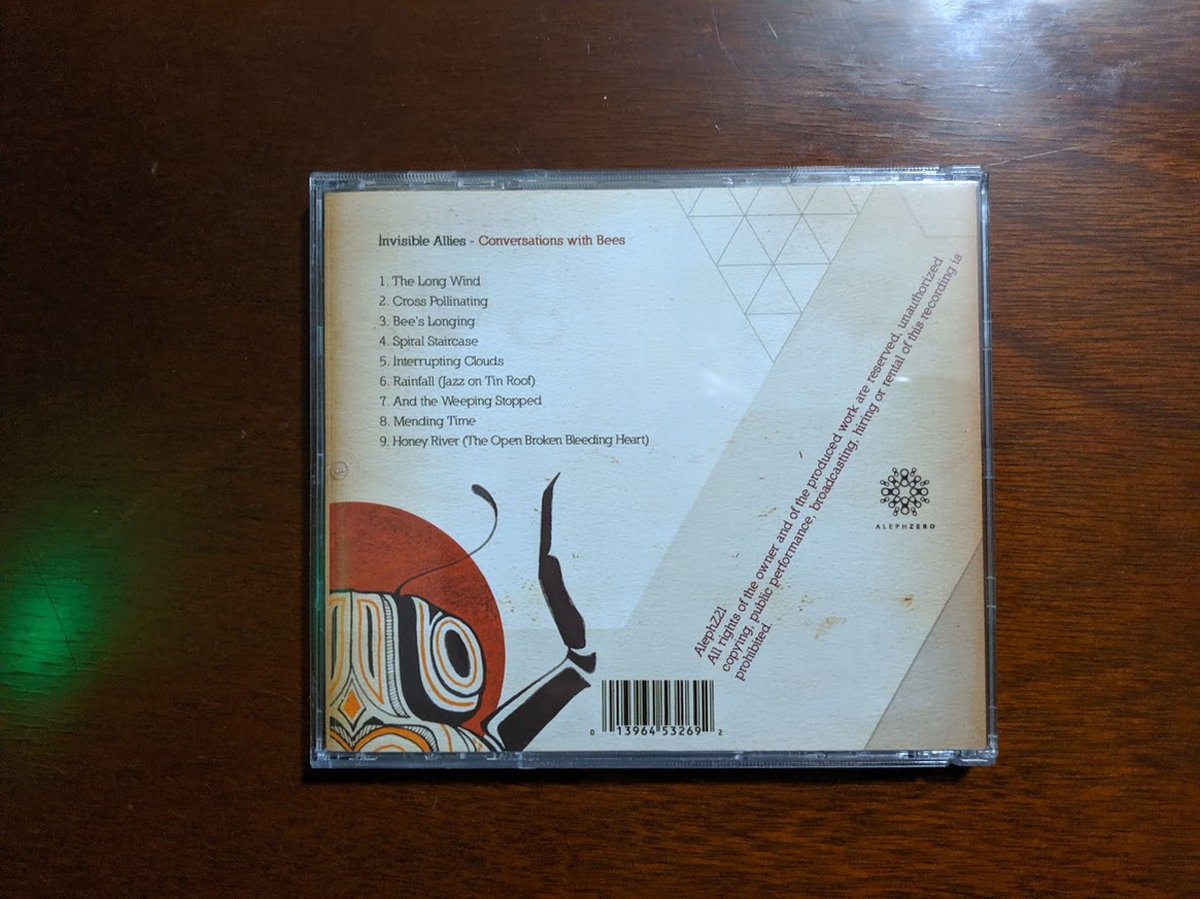 Invisible Allies - Conversations with Bees
1. The Long Wind
2. Cross Pollinating
3. Bee's Longing
4. Spiral Staircase
5. Interrupting Clouds
6. Rainfall (Jazz on Tin Roof)
7. And the Weeping Stopped
8. Mending Time
9. Honey River (The Open Broken Bleeding Heart)
AlephZ21
All rights of the owner and of the produced work are reserved, unauthorized
copying, public performance, broadcasting, hiring or rental of this recording is
prohibited.
ALEPHZERO
0 13964 53269 2